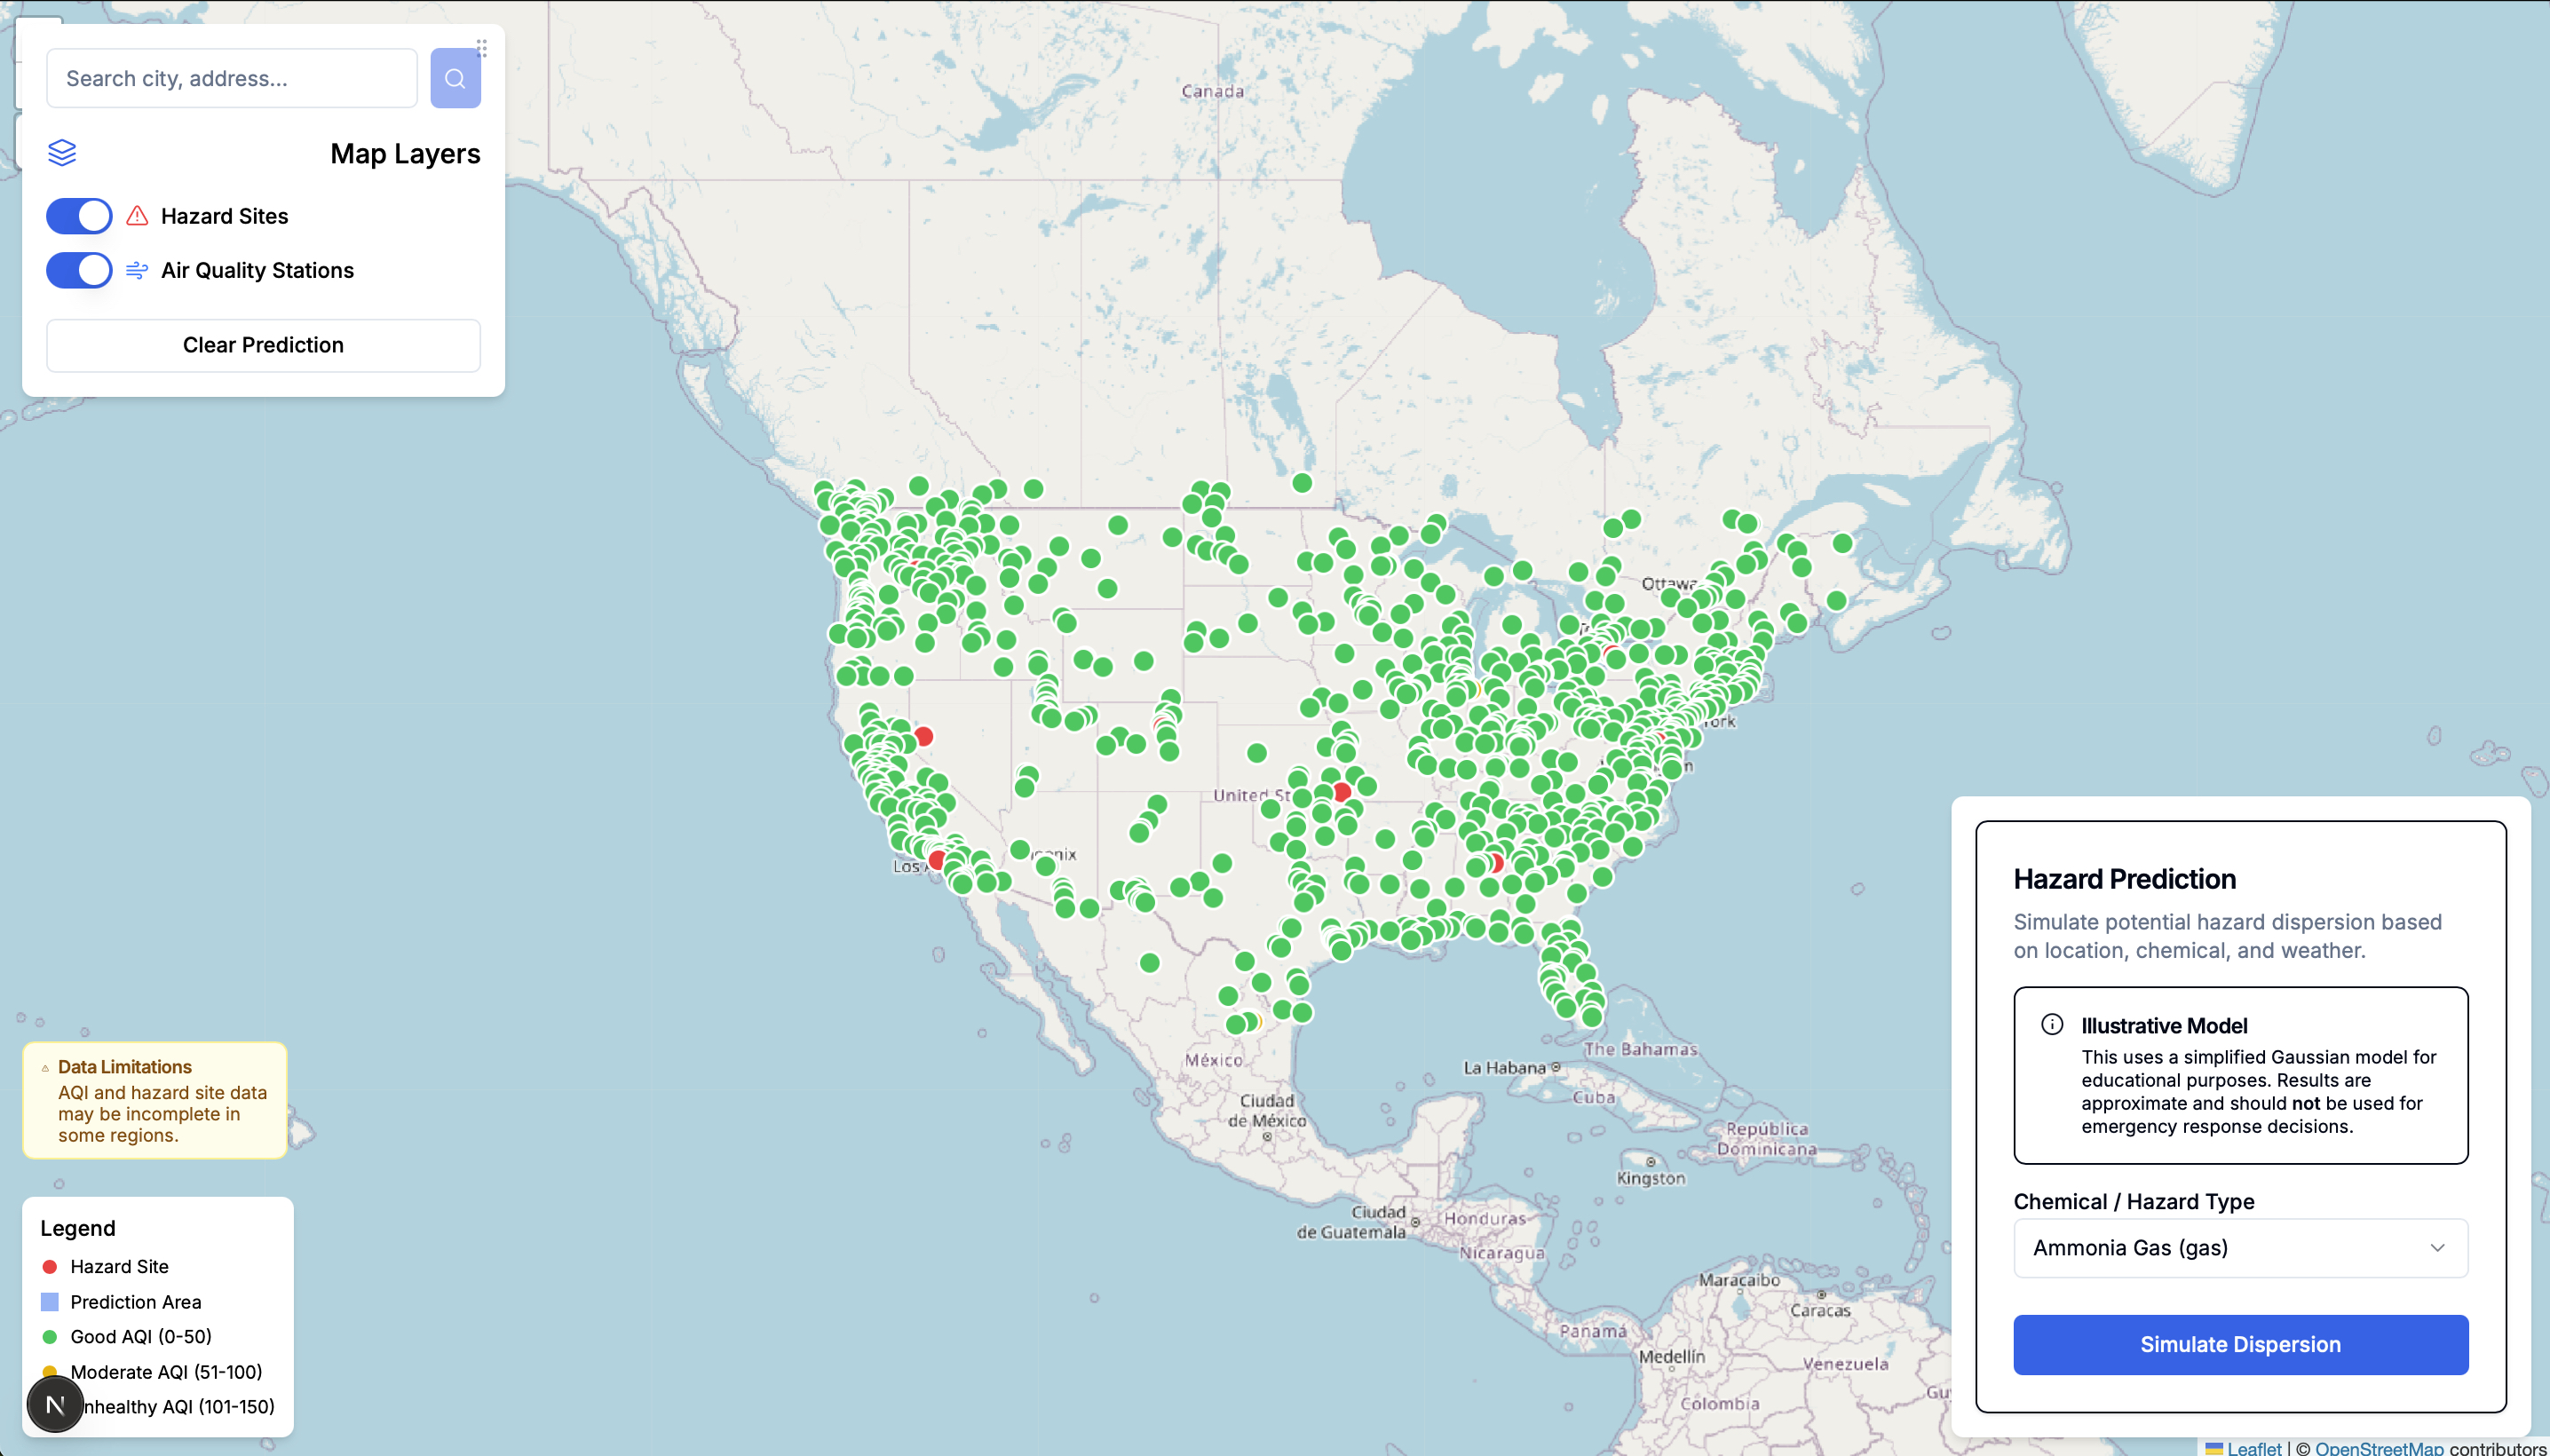 Search city, address...
Map Layers
Hazard Sites
Air Quality Stations
Clear Prediction
Canada
Ottawa
York
United St
Los A
enix
México
Ciudad
de México
La Habana
The Bahamas
Cuba
República
Dominicana
Kingston
Ciudad
de Guatemala
Honduras
Nicaragua
Maracaibo
Caracas
Panamá
Medellín
Venezuela
Colombia
Gu
Data Limitations
AQI and hazard site data
may be incomplete in
some regions.
Legend
Hazard Site
Prediction Area
Good AQI (0-50)
Moderate AQI (51-100)
N
nhealthy AQI (101-150)
Hazard Prediction
Simulate potential hazard dispersion based
on location, chemical, and weather.
Illustrative Model
This uses a simplified Gaussian model for
educational purposes. Results are
approximate and should not be used for
emergency response decisions.
Chemical / Hazard Type
Ammonia Gas (gas)
Simulate Dispersion
Leaflet | © OpenStreetMap contributors